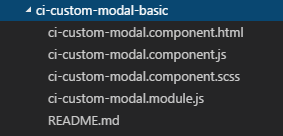 ci-custom-modal-basic
ci-custom-modal.component.html
ci-custom-modal.component.js
ci-custom-modal.component.scss
ci-custom-modal.module.js
README.md